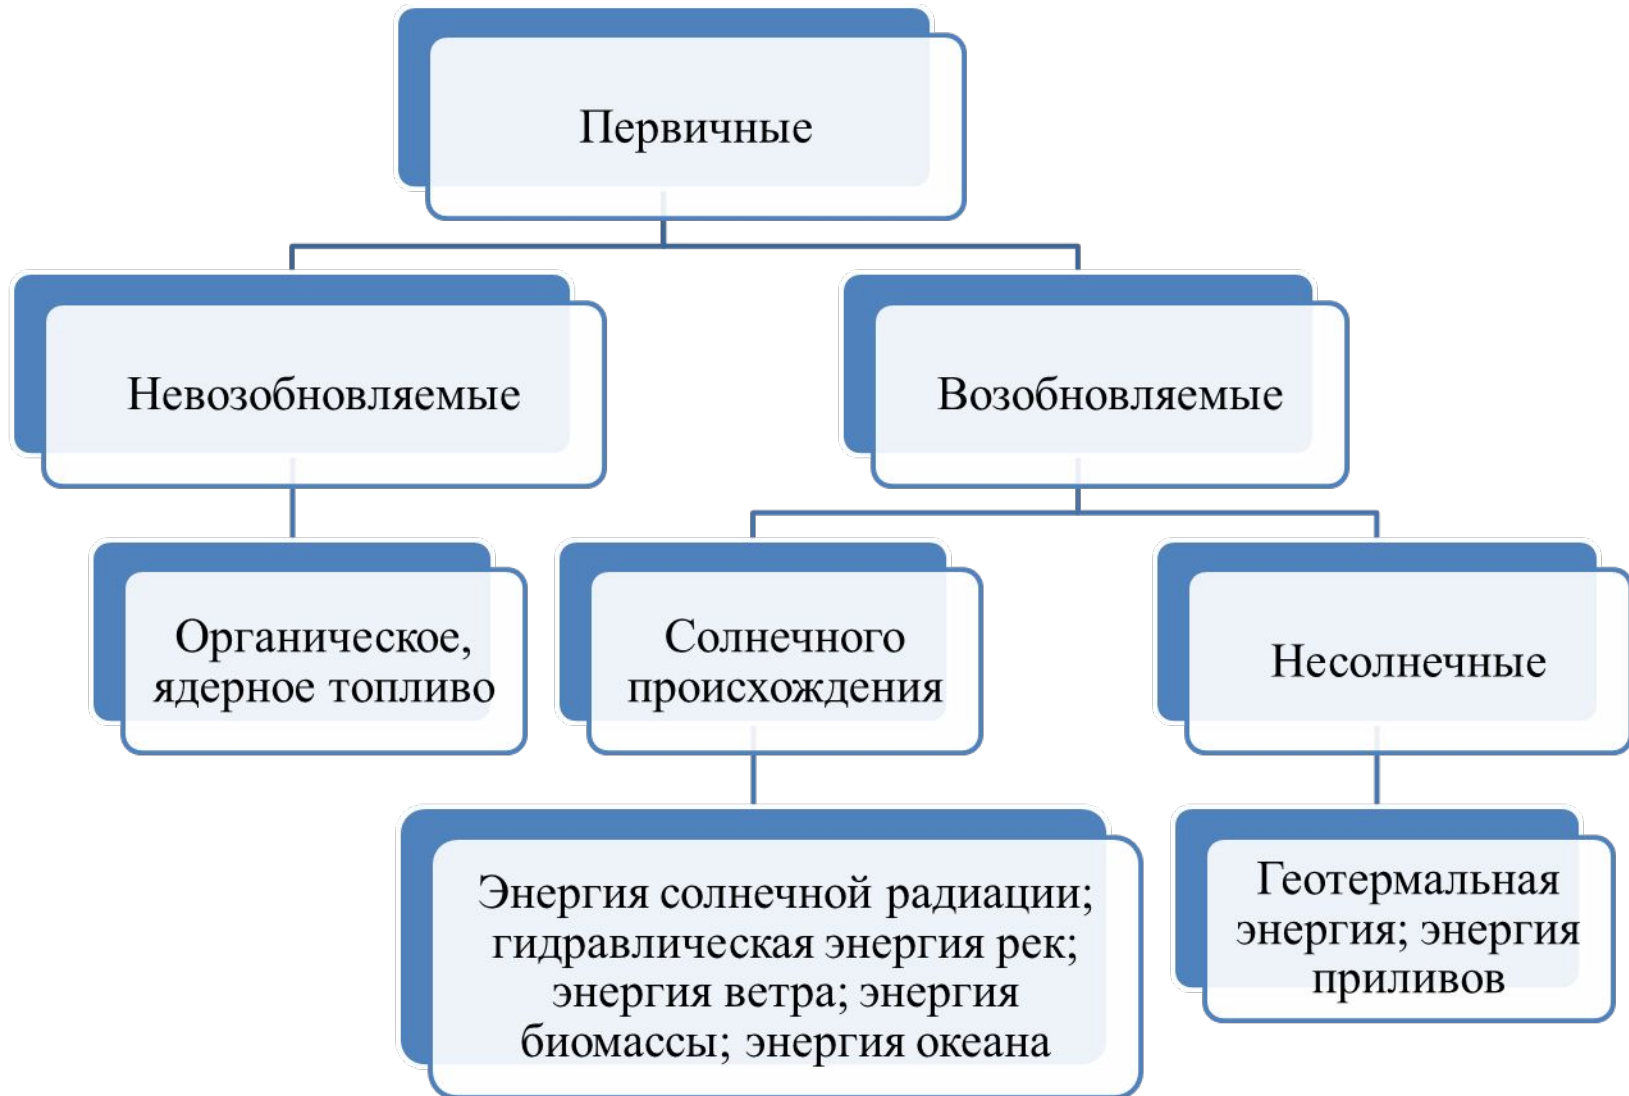 Первичные
Невозобновляемые
Возобновляемые
Органическое,
ядерное топливо
Солнечного
происхождения
Несолнечные
Энергия солнечной радиации;
гидравлическая энергия рек;
энергия ветра; энергия
биомассы; энергия океана
Геотермальная
энергия; энергия
приливов